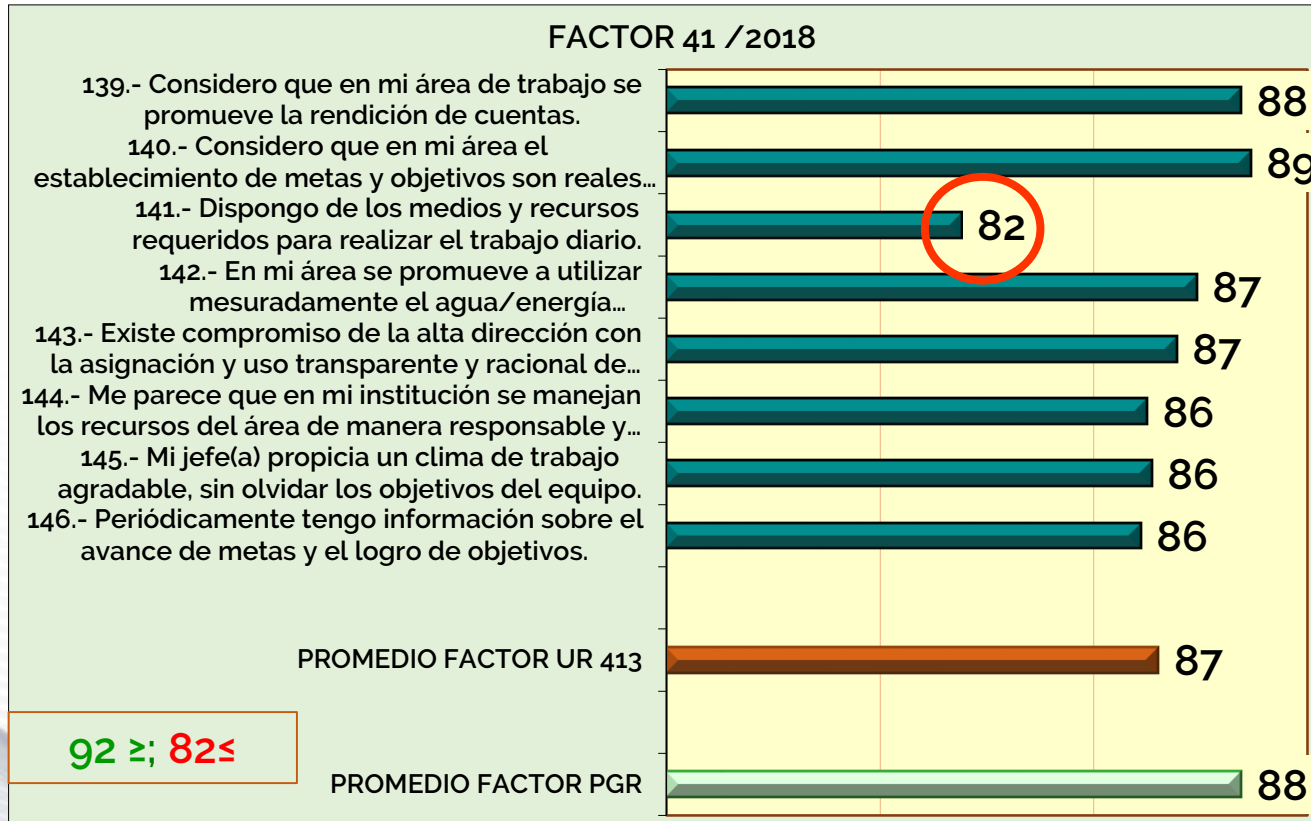 FACTOR 41 /2018
139.- Considero que en mi área de trabajo se
promueve la rendición de cuentas.
88
140.- Considero que en mi área el
establecimiento de metas y objetivos son reales…
89
141.- Dispongo de los medios y recursos
requeridos para realizar el trabajo diario.
82
142.- En mi área se promueve a utilizar
mesuradamente el agua/energía…
87
143.- Existe compromiso de la alta dirección con
la asignación y uso transparente y racional de…
87
144.- Me parece que en mi institución se manejan
los recursos del área de manera responsable y…
86
145.- Mi jefe(a) propicia un clima de trabajo
agradable, sin olvidar los objetivos del equipo.
86
146.- Periódicamente tengo información sobre el
avance de metas y el logro de objetivos.
86
PROMEDIO FACTOR UR 413
87
92 ≥; 82≤
PROMEDIO FACTOR PGR
88